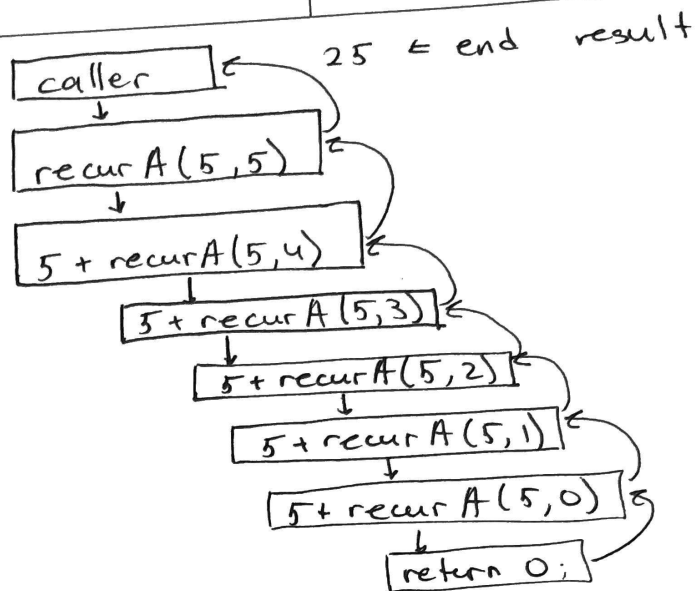 25 ⇐ end result
caller
recurA(5,5)
5 + recurA(5,4)
5 + recurA(5,3)
5 + recurA(5,2)
5 + recurA(5,1)
5 + recurA(5,0)
return 0;